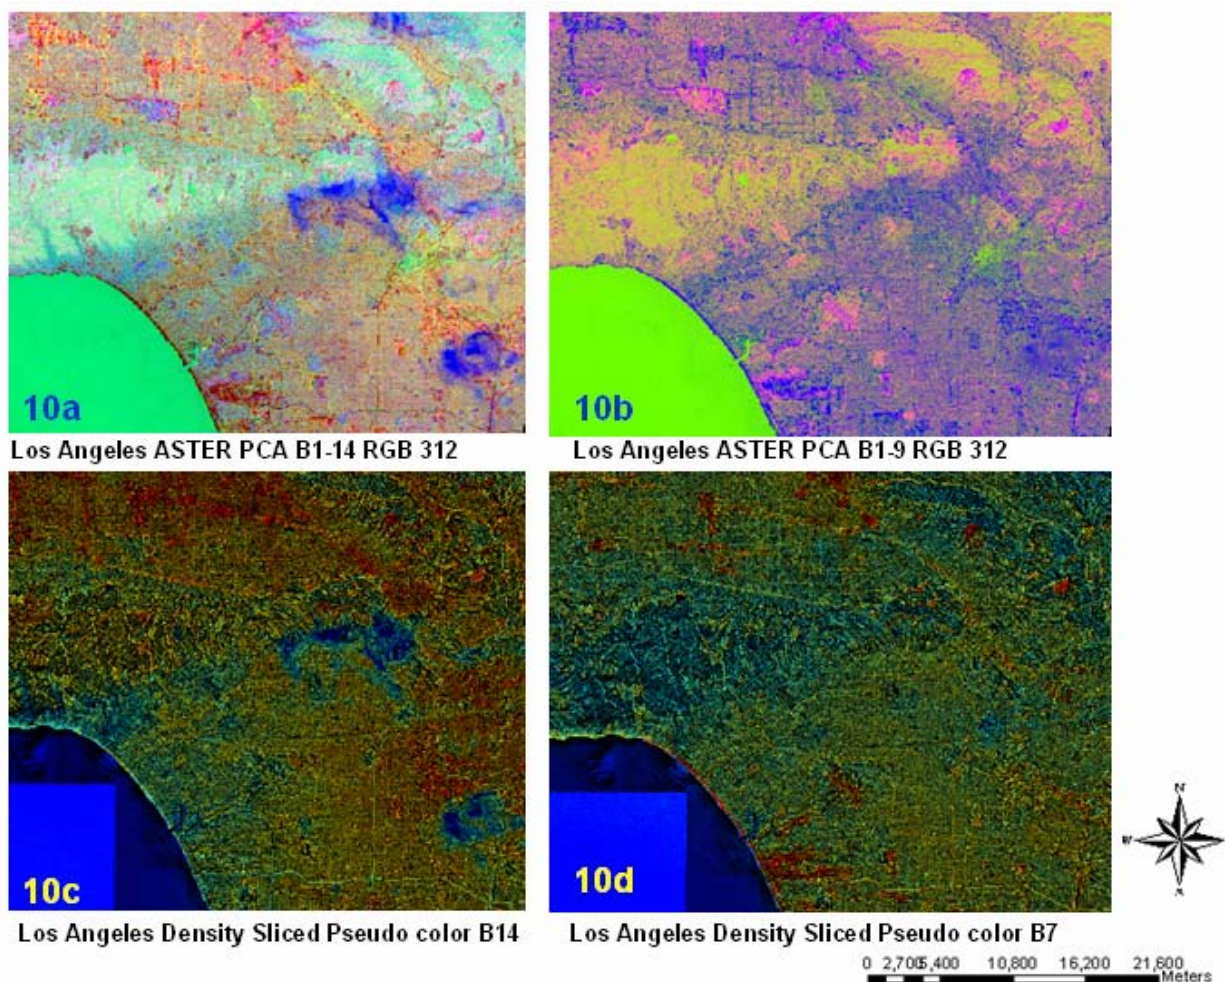 10a
10b
Los Angeles ASTER PCA B1-14 RGB 312
Los Angeles ASTER PCA B1-9 RGB 312
10c
10d
Los Angeles Density Sliced Pseudo color B14
Los Angeles Density Sliced Pseudo color B7
N
0 2,700 5,400 10,800 16,200 21,600
Meters